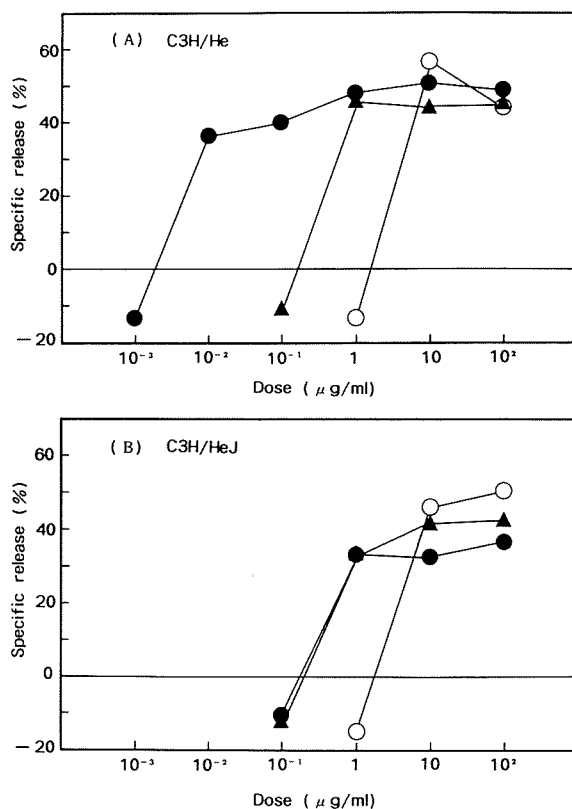 (A) C3H/He
Specific release (%)
60
40
20
0
−20
10⁻³ 10⁻² 10⁻¹ 1 10 10²
Dose (μg/ml)
(B) C3H/HeJ
Specific release (%)
60
40
20
0
−20
10⁻³ 10⁻² 10⁻¹ 1 10 10²
Dose (μg/ml)